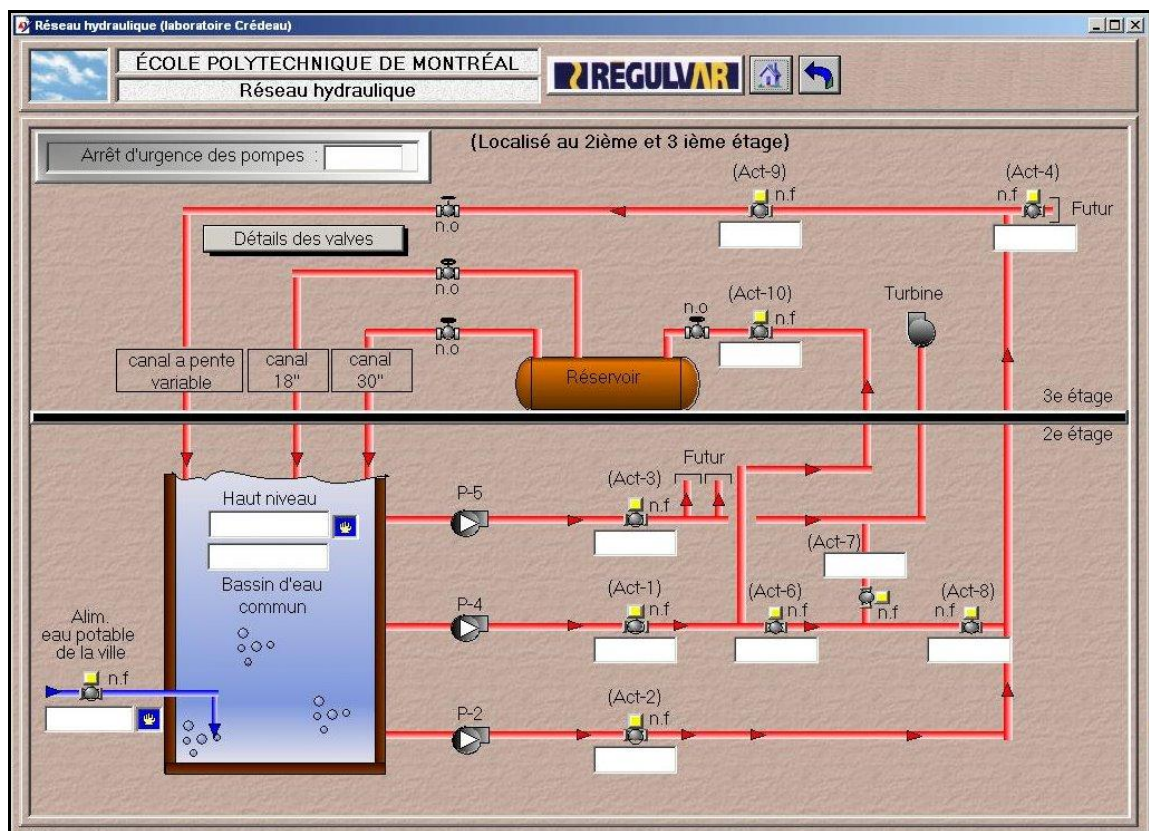 Réseau hydraulique (laboratoire Crédeau)
ÉCOLE POLYTECHNIQUE DE MONTRÉAL
Réseau hydraulique
REGULVAR
Arrêt d'urgence des pompes :
(Localisé au 2ième et 3 ième étage)
(Act-9)
n.f
(Act-4)
n.f
Futur
n.o
Détails des valves
n.o
n.o
(Act-10)
n.f
Turbine
n.o
canal a pente
variable
canal
18"
canal
30"
Réservoir
3e étage
2e étage
Haut niveau
Bassin d'eau
commun
P-5
(Act-3)
n.f
Futur
(Act-7)
n.f
P-4
(Act-1)
n.f
(Act-6)
n.f
(Act-8)
n.f
Alim.
eau potable
de la ville
n.f
P-2
(Act-2)
n.f